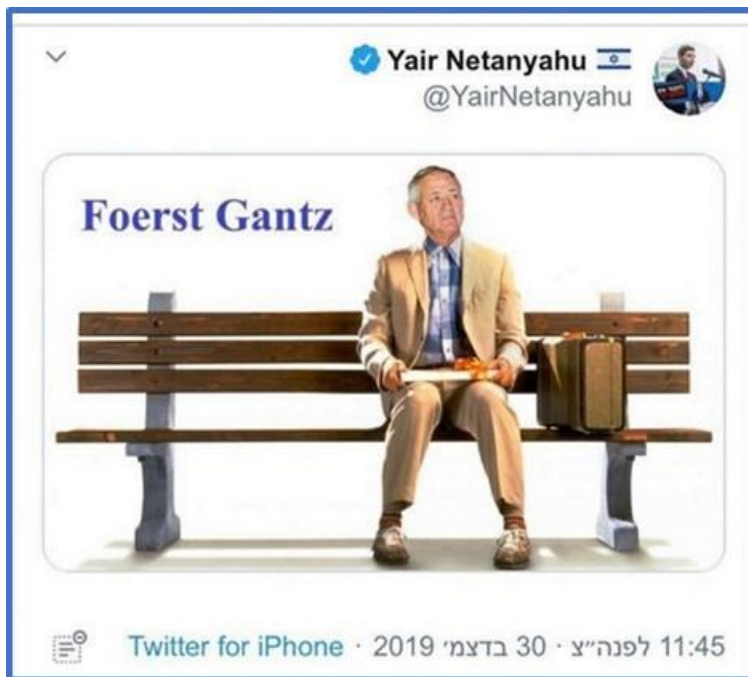 Yair Netanyahu
@YairNetanyahu
Foerst Gantz
11:45 לפנה״צ · 30 בדצמ׳ 2019 · Twitter for iPhone